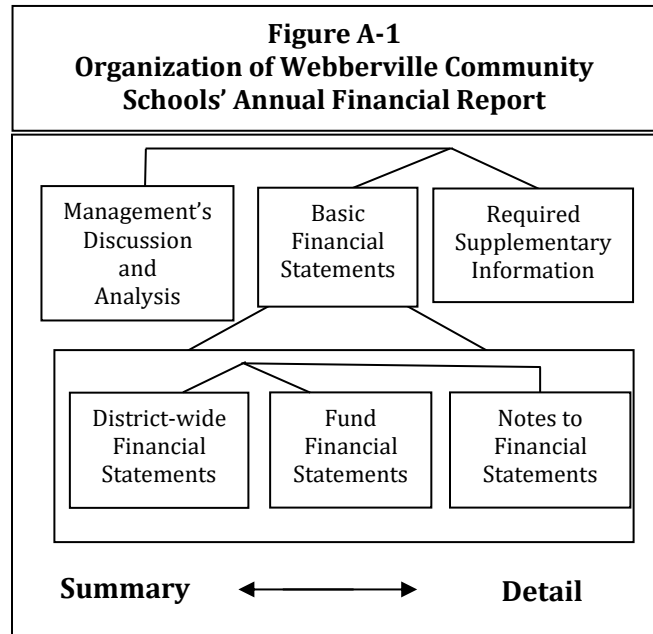 Figure A-1
Organization of Webberville Community
Schools’ Annual Financial Report
Management’s
Discussion
and
Analysis
Basic
Financial
Statements
Required
Supplementary
Information
District-wide
Financial
Statements
Fund
Financial
Statements
Notes to
Financial
Statements
Summary
Detail